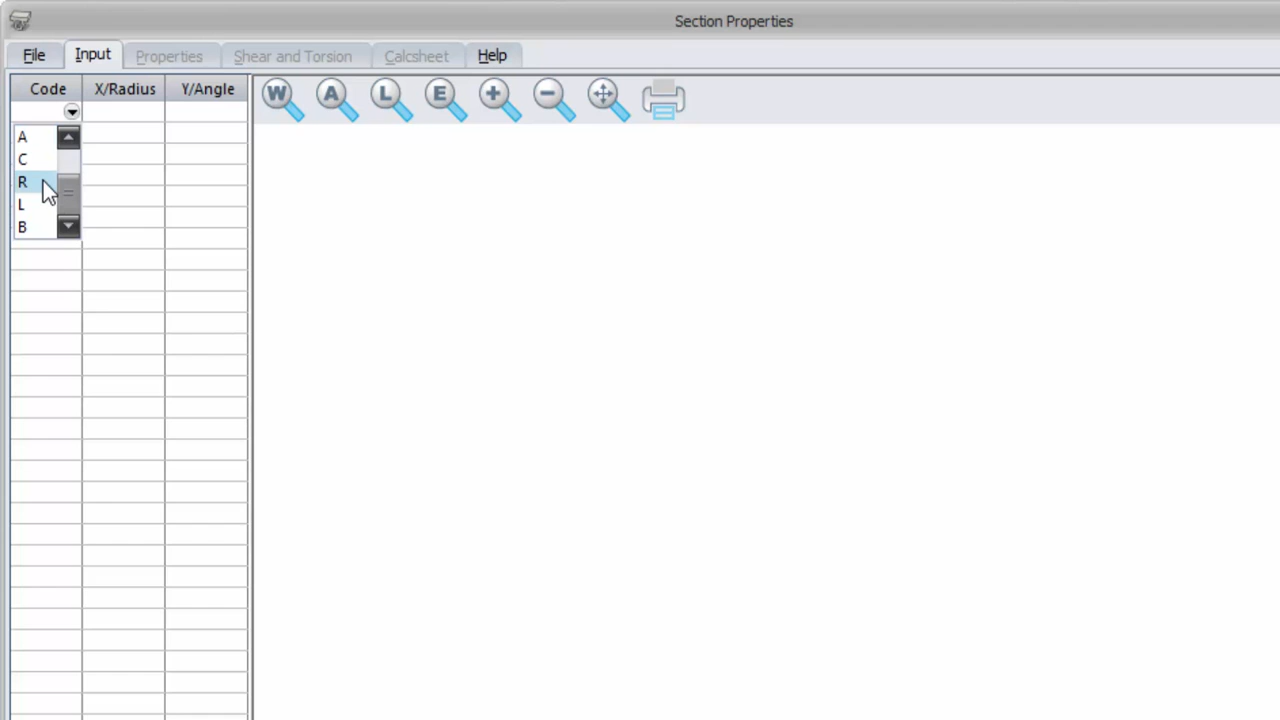 Section Properties
File Input Properties Shear and Torsion Calcsheet Help
Code X/Radius Y/Angle
W A L E
A
C
R
L
B